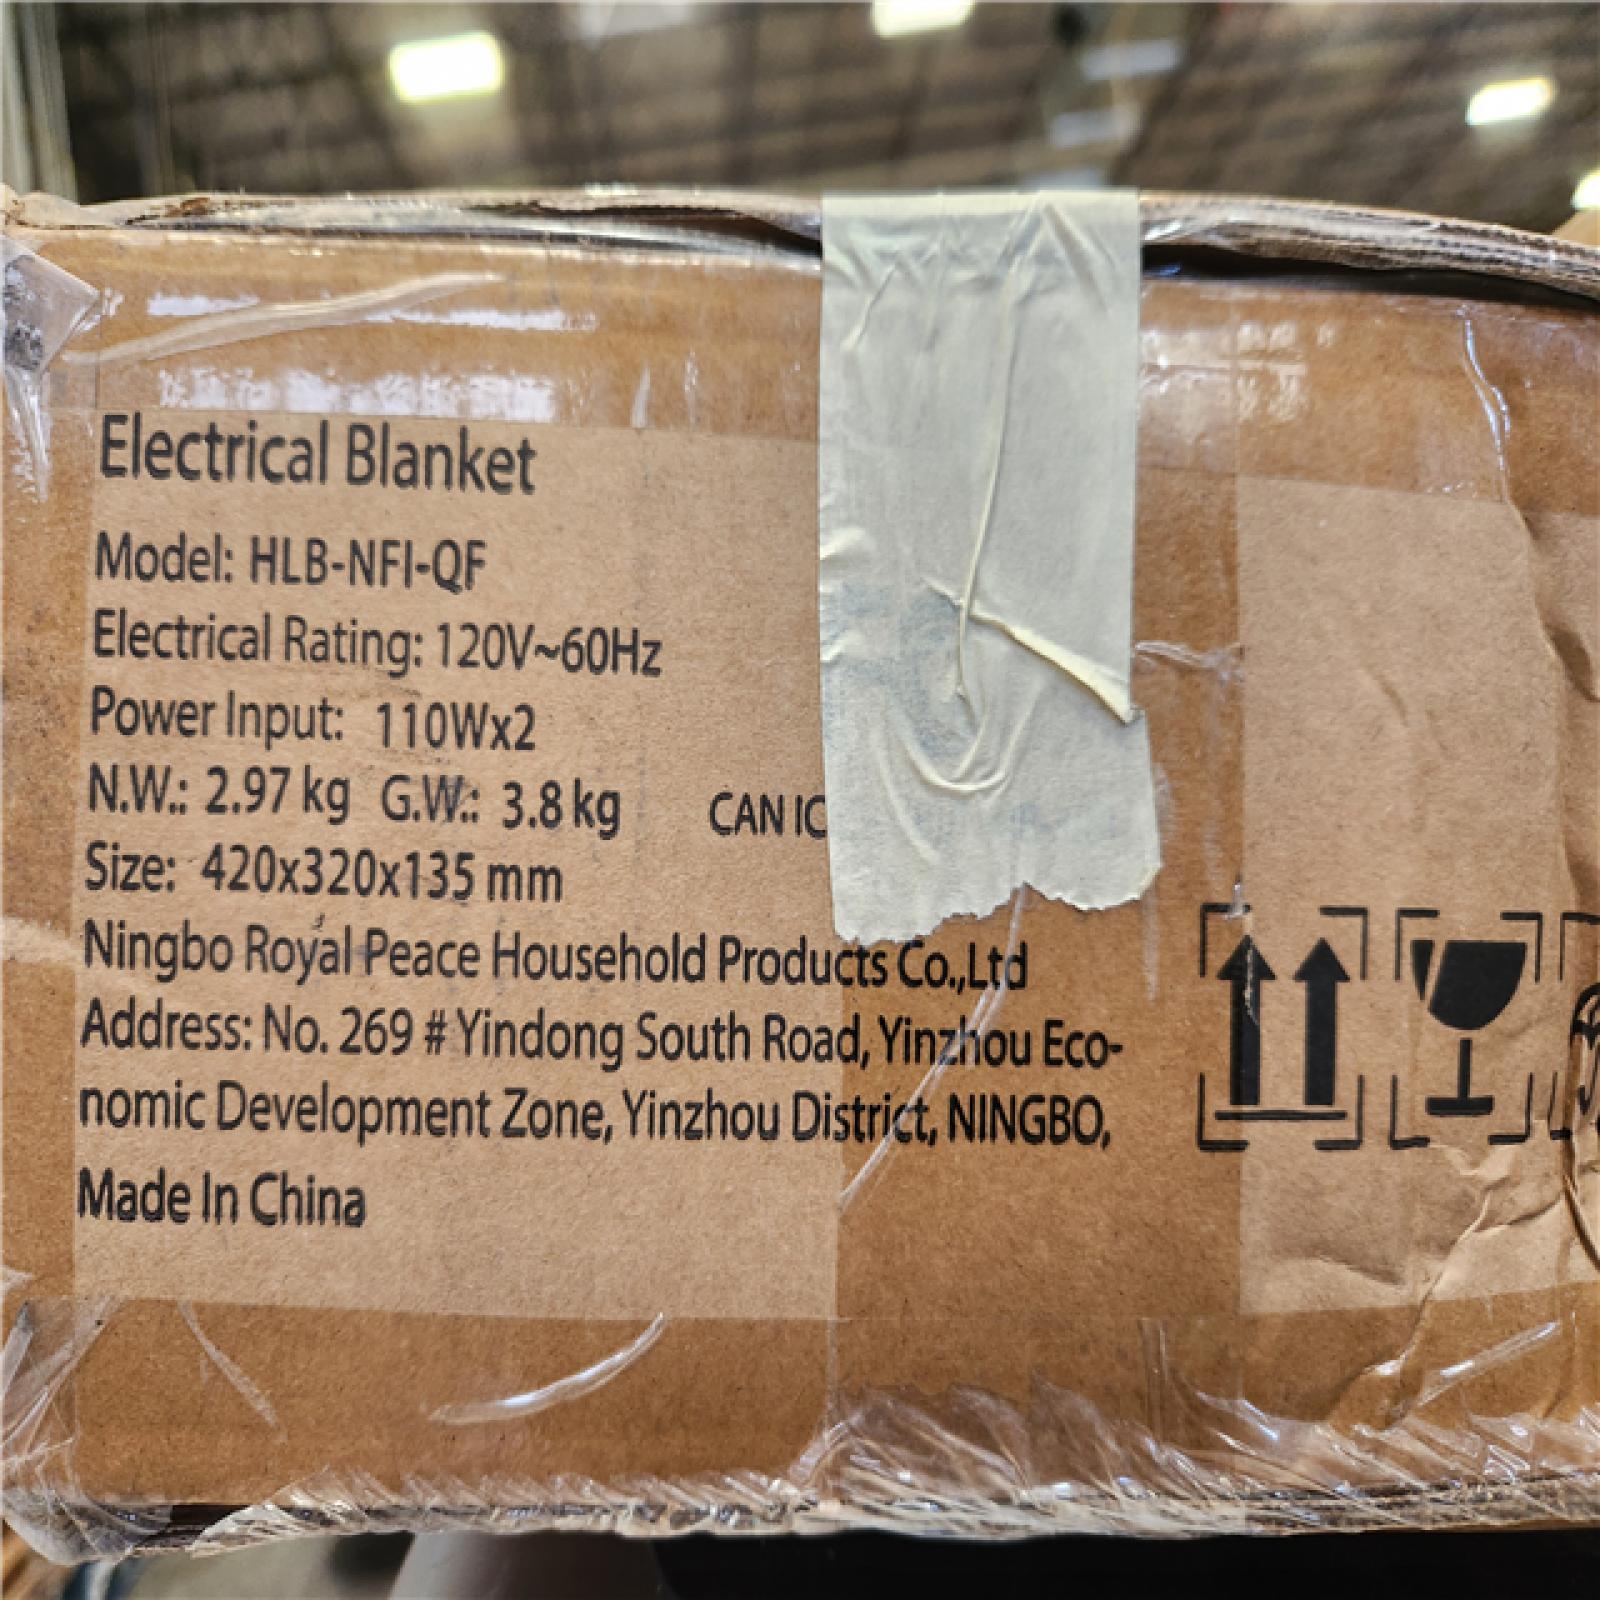 Electrical Blanket
Model: HLB-NFI-QF
Electrical Rating: 120V~60Hz
Power Input: 110Wx2
N.W.: 2.97 kg G.W.: 3.8 kg CAN IC
Size: 420x320x135 mm
Ningbo Royal Peace Household Products Co.,Ltd
Address: No. 269 # Yindong South Road, Yinzhou Eco-
nomic Development Zone, Yinzhou District, NINGBO,
Made In China